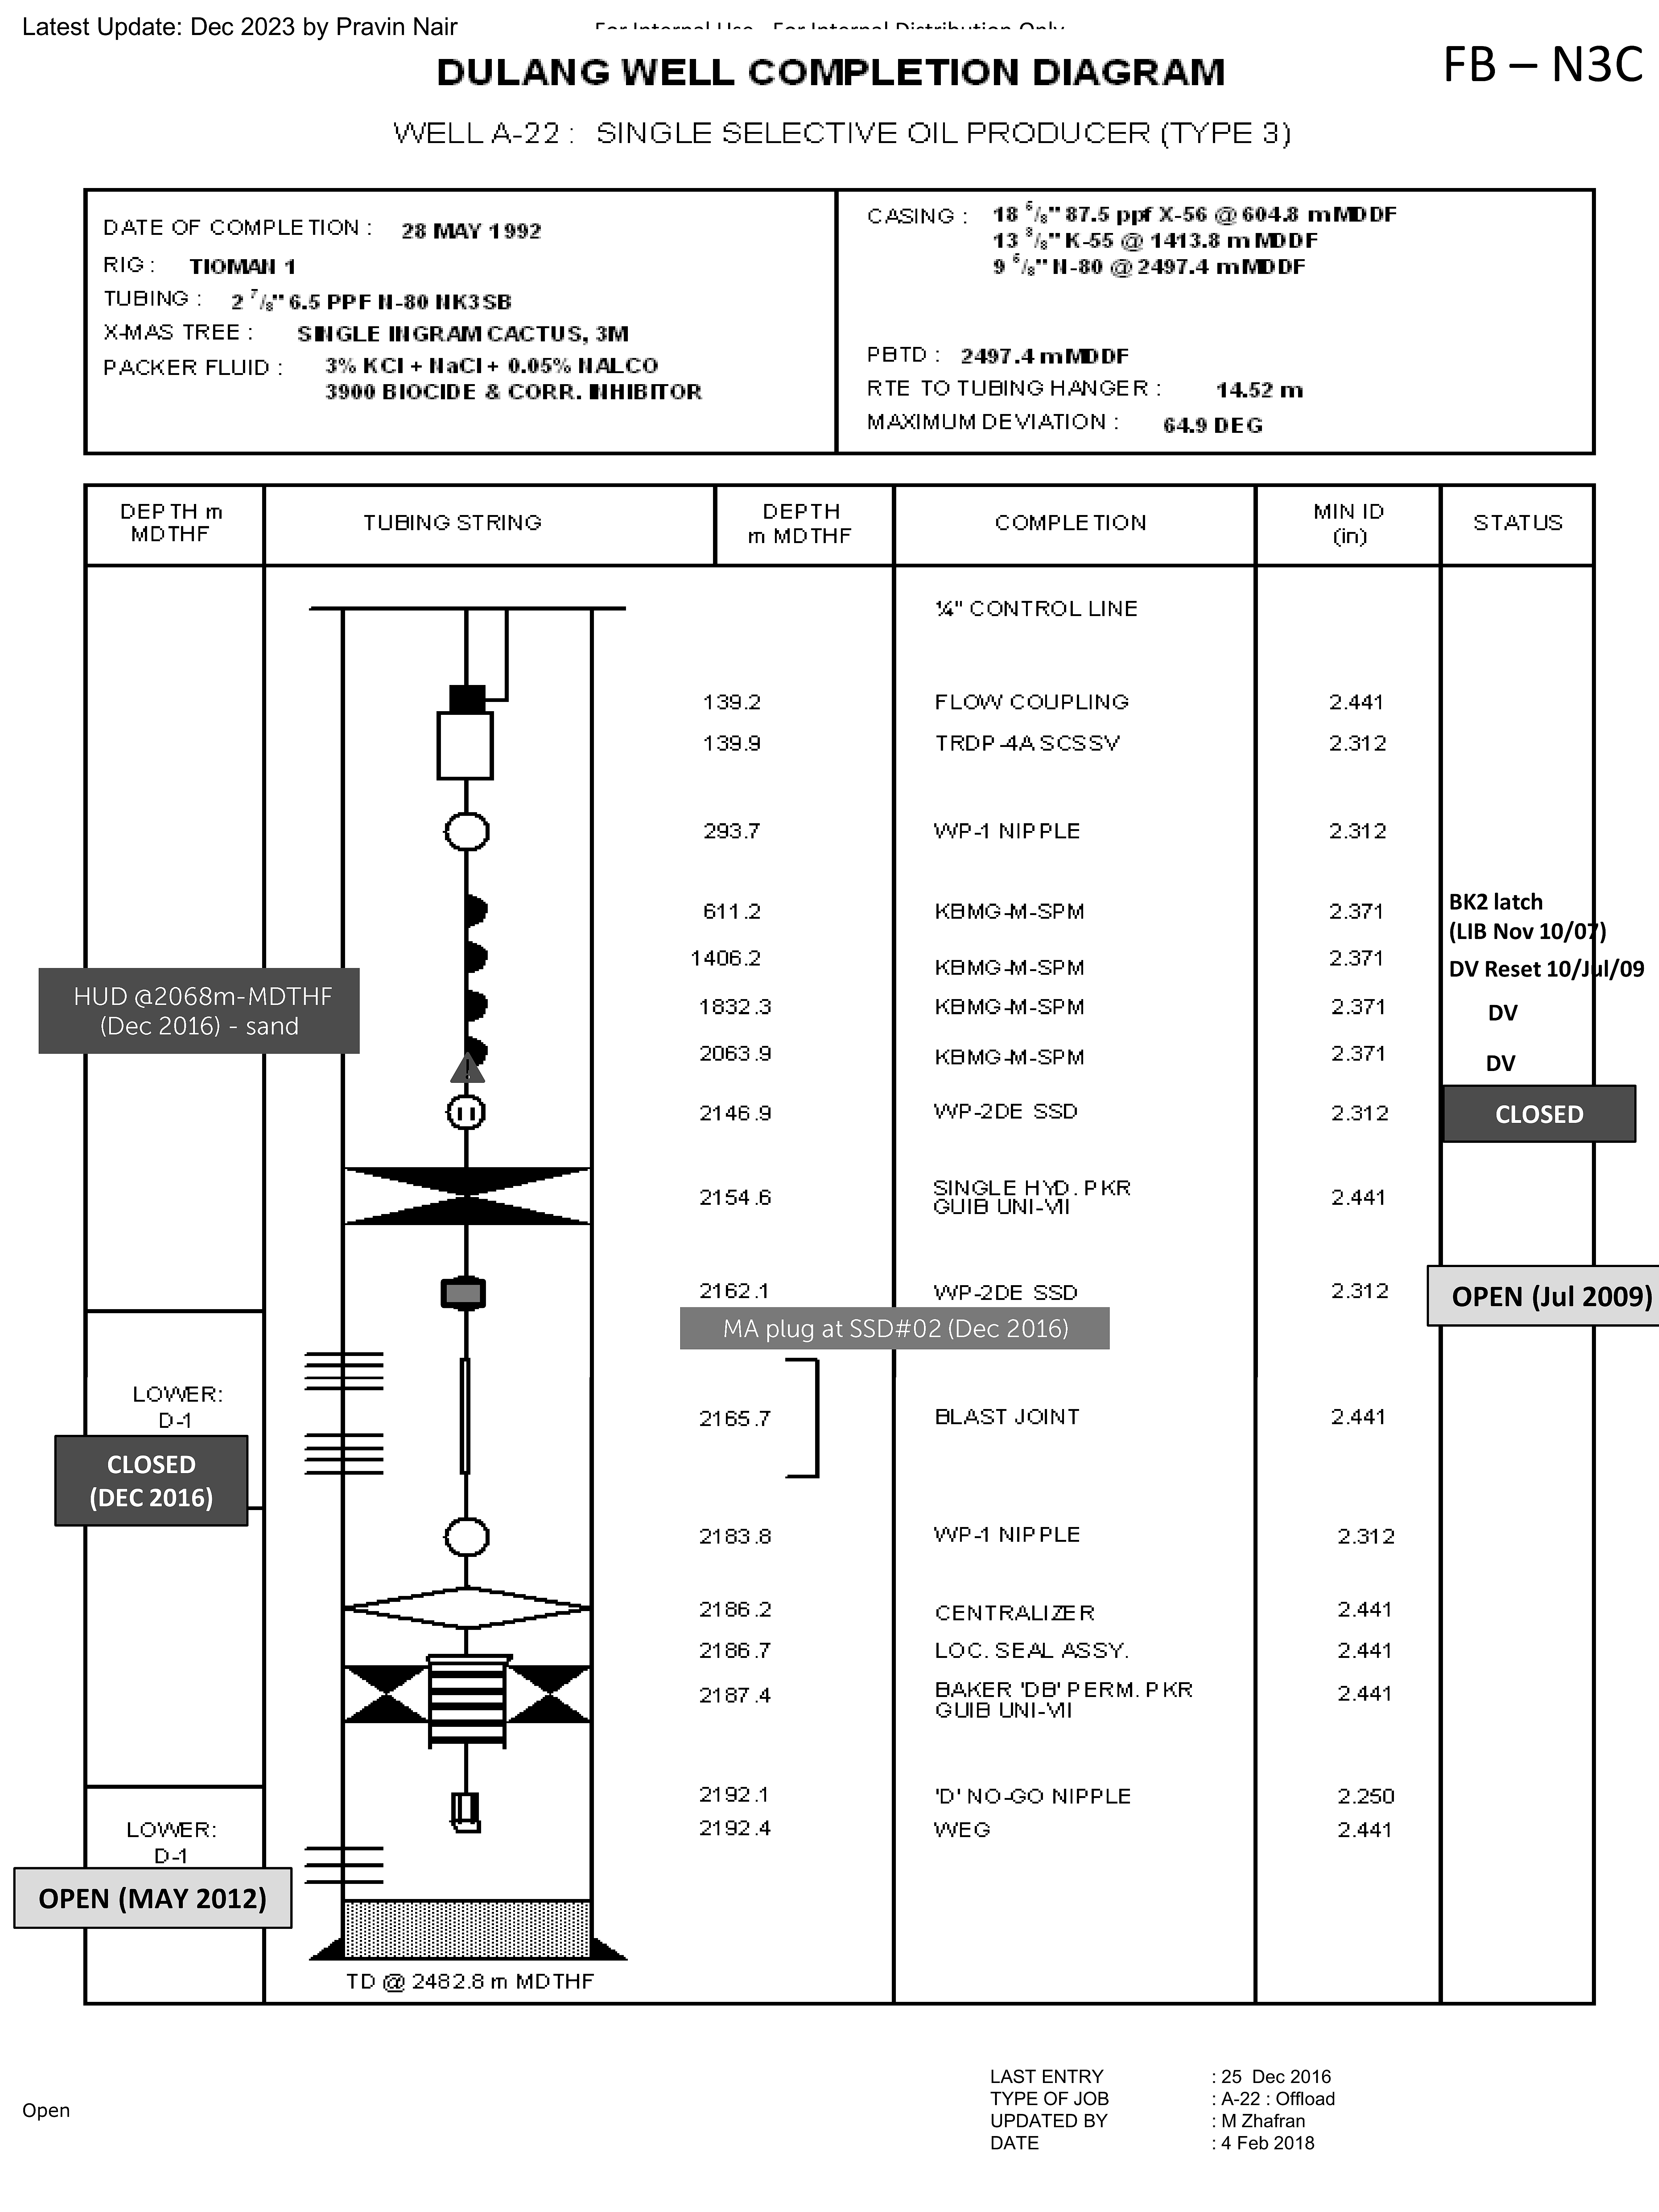 Latest Update: Dec 2023 by Pravin Nair
For Internal Use - For Internal Distribution Only
FB – N3C
DULANG WELL COMPLETION DIAGRAM
WELL A-22 : SINGLE SELECTIVE OIL PRODUCER (TYPE 3)
DATE OF COMPLETION : 28 MAY 1992
RIG : TIOMAN 1
TUBING : 2 7/8" 6.5 PPF N-80 NK3SB
X-MAS TREE : SINGLE INGRAM CACTUS, 3M
PACKER FLUID : 3% KCl + NaCl + 0.05% NALCO
3900 BIOCIDE & CORR. INHIBITOR
CASING : 18 5/8" 87.5 ppf X-56 @ 604.8 mMDDF
13 3/8" K-55 @ 1413.8 m MDDF
9 5/8" N-80 @ 2497.4 mMDDF
PBTD : 2497.4 mMDDF
RTE TO TUBING HANGER : 14.52 m
MAXIMUM DEVIATION : 64.9 DEG
DEPTH m
MDTHF
TUBING STRING
DEPTH
m MDTHF
COMPLETION
MIN ID
(in)
STATUS
¼" CONTROL LINE
139.2 FLOW COUPLING 2.441
139.9 TRDP-4A SCSSV 2.312
293.7 WP-1 NIPPLE 2.312
611.2 KBMG-M-SPM 2.371 BK2 latch
(LIB Nov 10/07)
1406.2 KBMG-M-SPM 2.371 DV Reset 10/Jul/09
HUD @2068m-MDTHF
(Dec 2016) - sand
1832.3 KBMG-M-SPM 2.371 DV
2063.9 KBMG-M-SPM 2.371 DV
2146.9 WP-2DE SSD 2.312 CLOSED
2154.6 SINGLE HYD. PKR 2.441
GUIB UNI-VII
2162.1 WP-2DE SSD 2.312 OPEN (Jul 2009)
MA plug at SSD#02 (Dec 2016)
LOWER:
D-1
CLOSED
(DEC 2016)
2165.7 BLAST JOINT 2.441
2183.8 WP-1 NIPPLE 2.312
2186.2 CENTRALIZER 2.441
2186.7 LOC. SEAL ASSY. 2.441
2187.4 BAKER 'DB' PERM. PKR 2.441
GUIB UNI-VII
2192.1 'D' NO-GO NIPPLE 2.250
2192.4 WEG 2.441
LOWER:
D-1
OPEN (MAY 2012)
TD @ 2482.8 m MDTHF
LAST ENTRY : 25 Dec 2016
TYPE OF JOB : A-22 : Offload
UPDATED BY : M Zhafran
DATE : 4 Feb 2018
Open